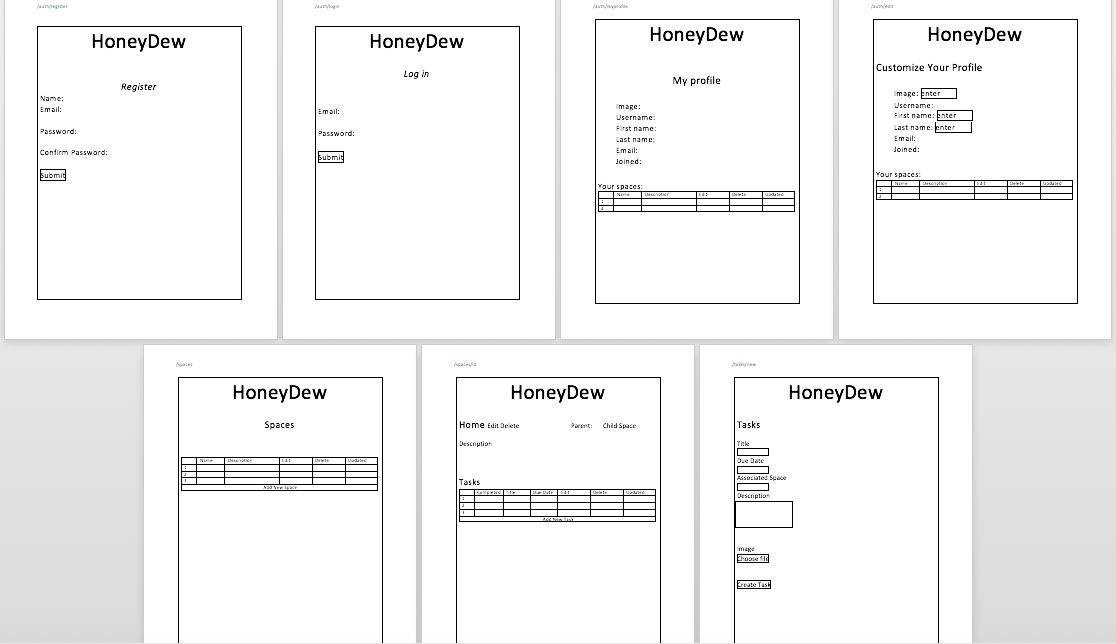 /auth/register
HoneyDew
Register
Name:
Email:
Password:
Confirm Password:
Submit
/auth/login
HoneyDew
Log in
Email:
Password:
Submit
/auth/myprofile
HoneyDew
My profile
Image:
Username:
First name:
Last name:
Email:
Joined:
Your spaces:
Name Description Edit Delete Updated
1
2
/auth/edit
HoneyDew
Customize Your Profile
Image: enter
Username:
First name: enter
Last name: enter
Email:
Joined:
Your spaces:
Name Description Edit Delete Updated
1
2
/spaces
HoneyDew
Spaces
Name Description Edit Delete Updated
1
2
3
Add New Space
/spaces/id
HoneyDew
Home Edit Delete Parent: Child Space
Description
Tasks
Completed Title Due Date Edit Delete Updated
1
2
3
Add New Task
/tasks/new
HoneyDew
Tasks
Title
Due Date
Associated Space
Description
Image
Choose file
Create Task